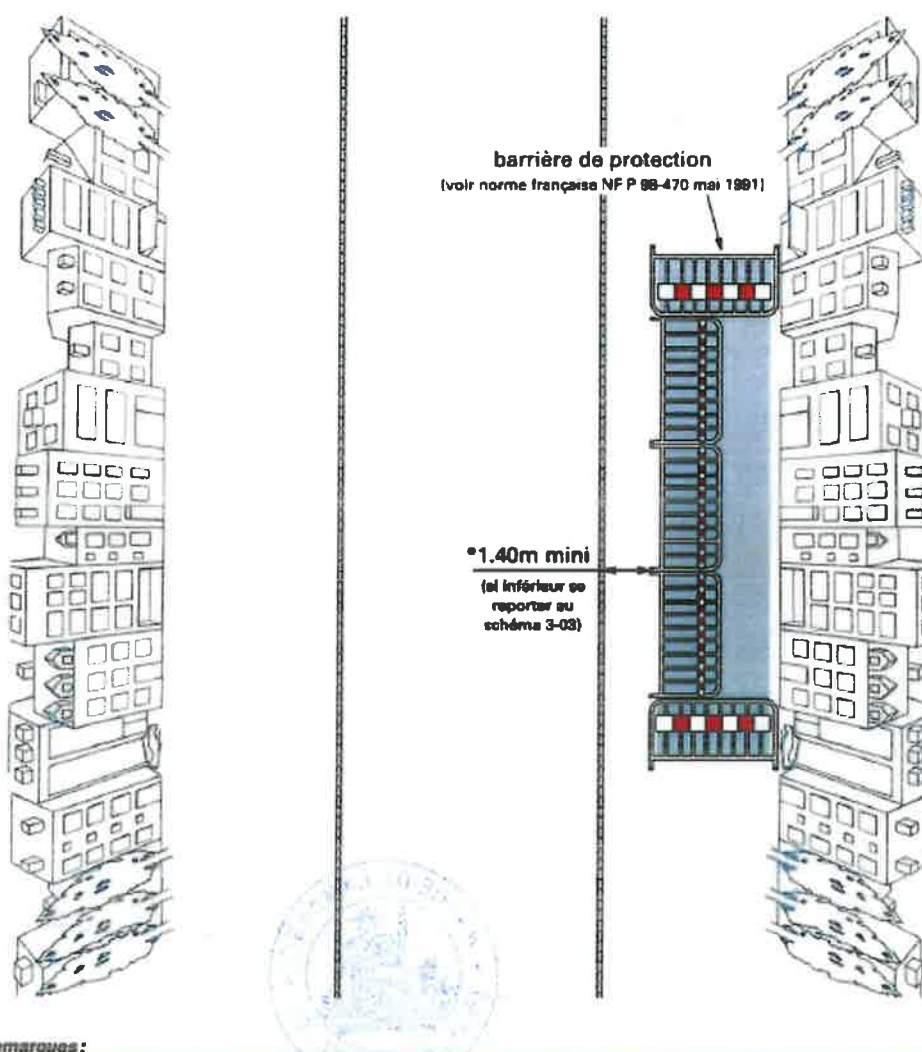 barrière de protection
(voir norme française NF P 98-470 mai 1991)
*1.40m mini
(si inférieur se
reporter au
schéma 3-03)
emarques :